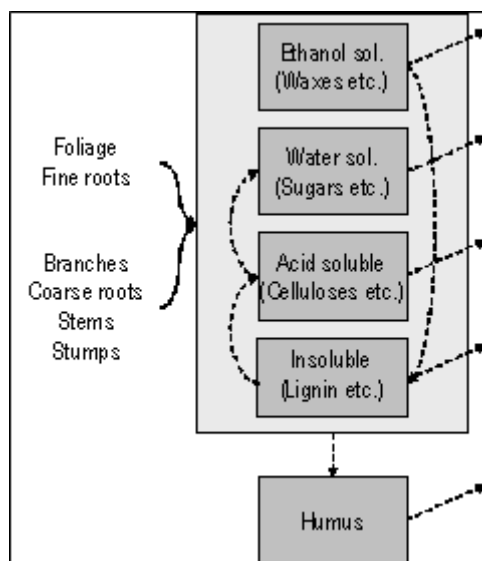 Ethanol sol.
(Waxes etc.)
Foliage
Fine roots
Water sol.
(Sugars etc.)
Branches
Coarse roots
Stems
Stumps
Acid soluble
(Celluloses etc.)
Insoluble
(Lignin etc.)
Humus